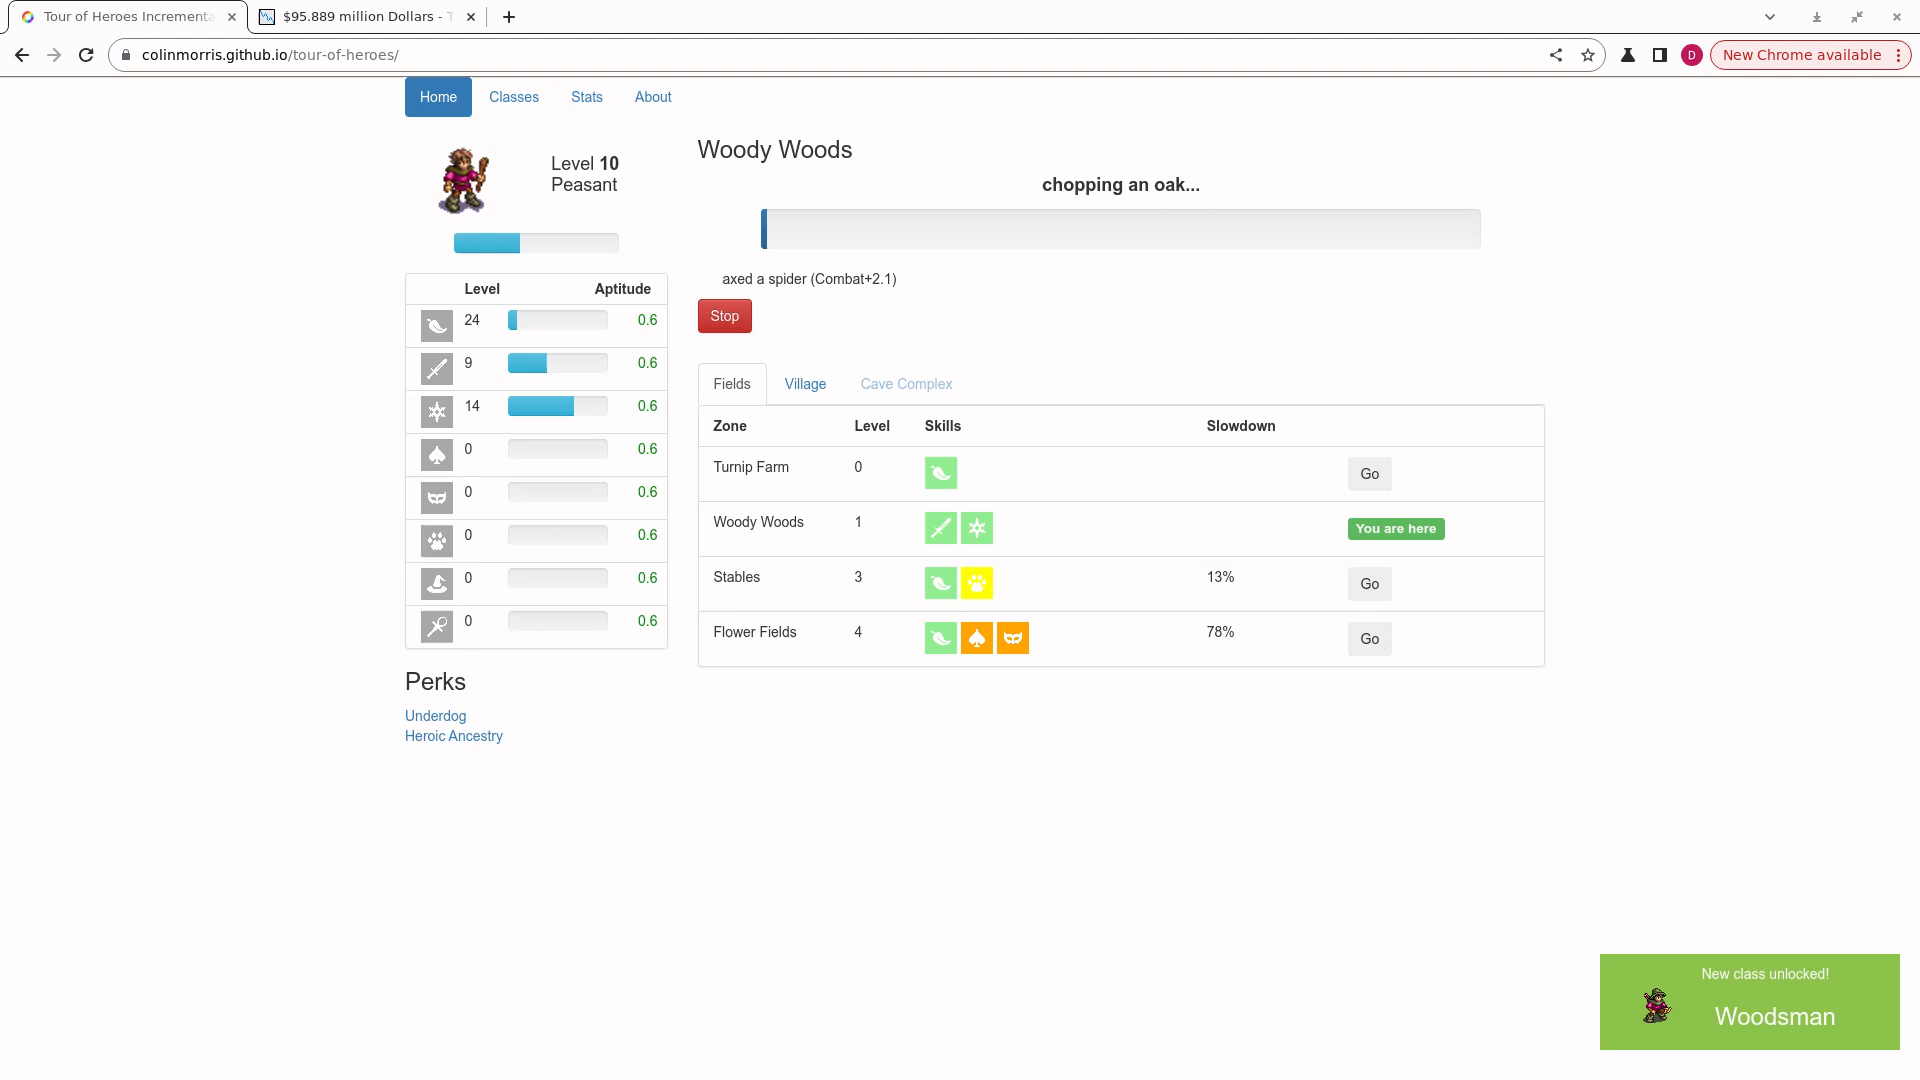 Tour of Heroes Incrementa
$95.889 million Dollars - T
colinmorris.github.io/tour-of-heroes/
D
New Chrome available
Home
Classes
Stats
About
Level 10
Peasant
Level
Aptitude
24
0.6
9
0.6
14
0.6
0
0.6
0
0.6
0
0.6
0
0.6
0
0.6
Perks
Underdog
Heroic Ancestry
Woody Woods
chopping an oak...
axed a spider (Combat+2.1)
Stop
Fields
Village
Cave Complex
Zone
Level
Skills
Slowdown
Turnip Farm
0
Go
Woody Woods
1
You are here
Stables
3
13%
Go
Flower Fields
4
78%
Go
New class unlocked!
Woodsman